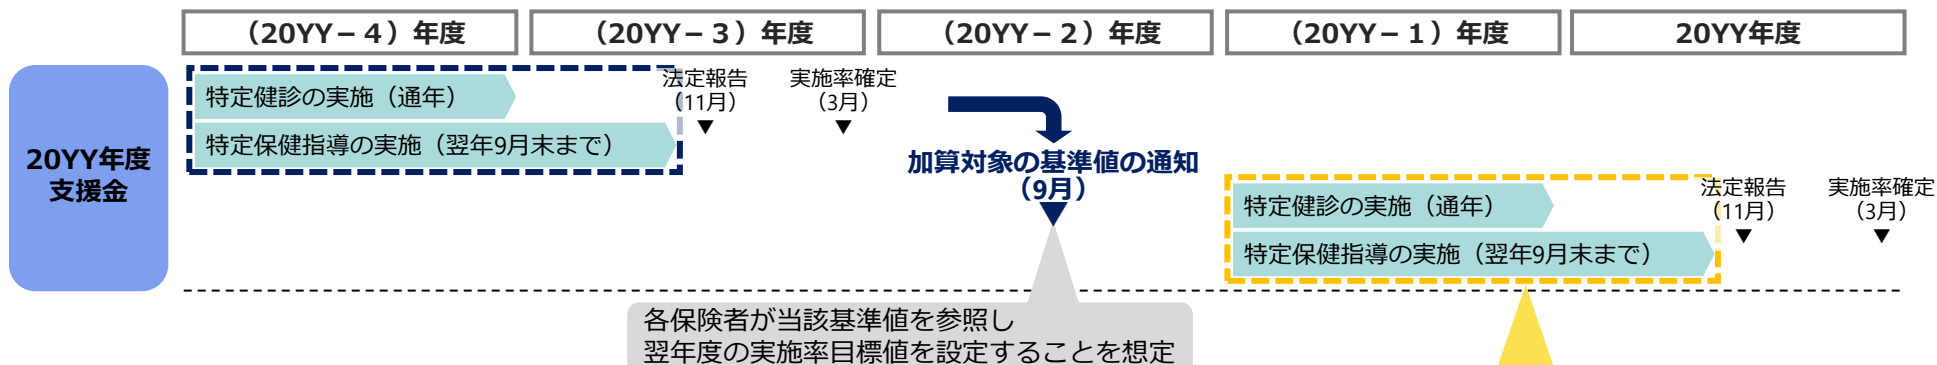 （20YY－４）年度
（20YY－３）年度
（20YY－２）年度
（20YY－１）年度
20YY年度
20YY年度
支援金
特定健診の実施（通年）
特定保健指導の実施（翌年9月末まで）
法定報告
（11月）
▼
実施率確定
（3月）
▼
加算対象の基準値の通知
（9月）
特定健診の実施（通年）
特定保健指導の実施（翌年9月末まで）
法定報告
（11月）
▼
実施率確定
（3月）
▼
各保険者が当該基準値を参照し
翌年度の実施率目標値を設定することを想定